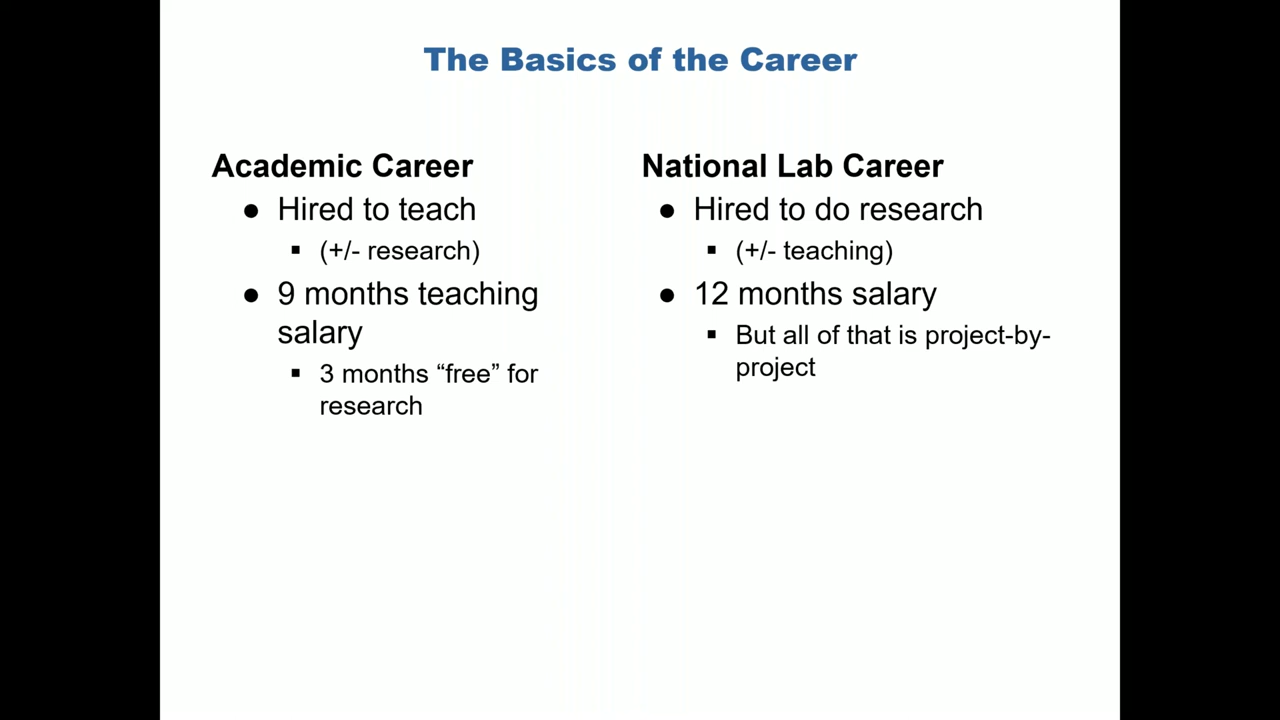 The Basics of the Career
Academic Career
● Hired to teach
▪ (+/- research)
● 9 months teaching
salary
▪ 3 months “free” for
research
National Lab Career
● Hired to do research
▪ (+/- teaching)
● 12 months salary
▪ But all of that is project-by-
project